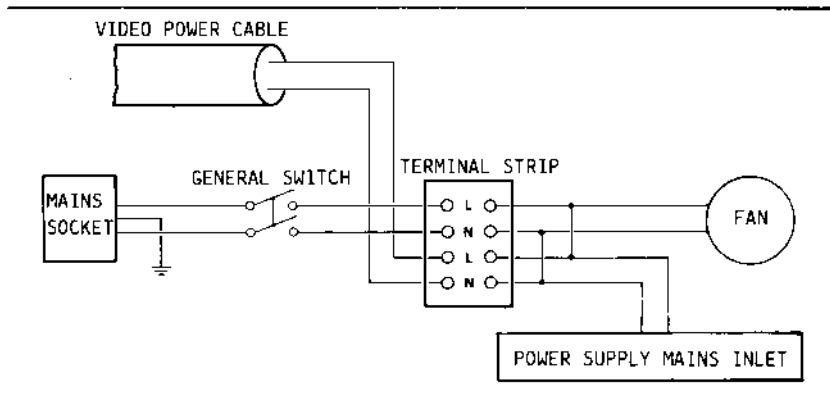 VIDEO POWER CABLE
GENERAL SWITCH
TERMINAL STRIP
MAINS
SOCKET
L
N
L
N
FAN
POWER SUPPLY MAINS INLET